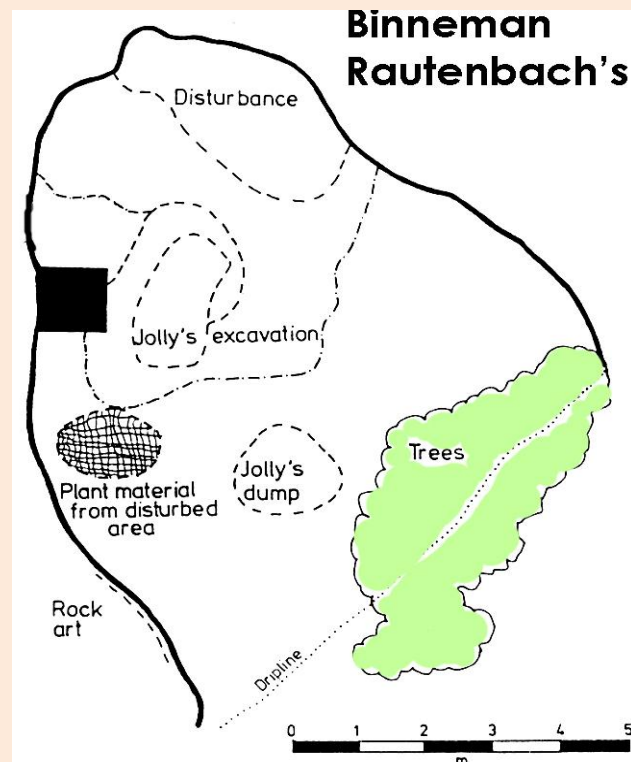 Binneman
Rautenbach's
Disturbance
Jolly's excavation
Trees
Jolly's
dump
Plant material
from disturbed
area
Rock
art
Dripline
0 1 2 3 4 5
m